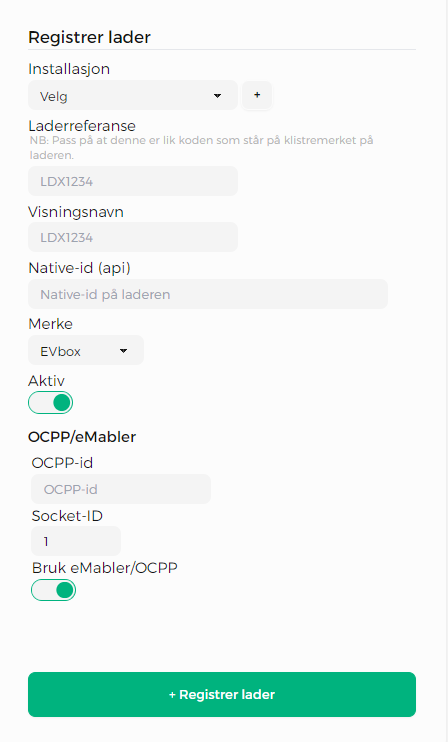 Registrer lader
Installasjon
Velg
+
Laderreferanse
NB: Pass på at denne er lik koden som står på klistremerket på
laderen.
LDX1234
Visningsnavn
LDX1234
Native-id (api)
Native-id på laderen
Merke
EVbox
Aktiv
OCPP/eMabler
OCPP-id
OCPP-id
Socket-ID
1
Bruk eMabler/OCPP
+ Registrer lader